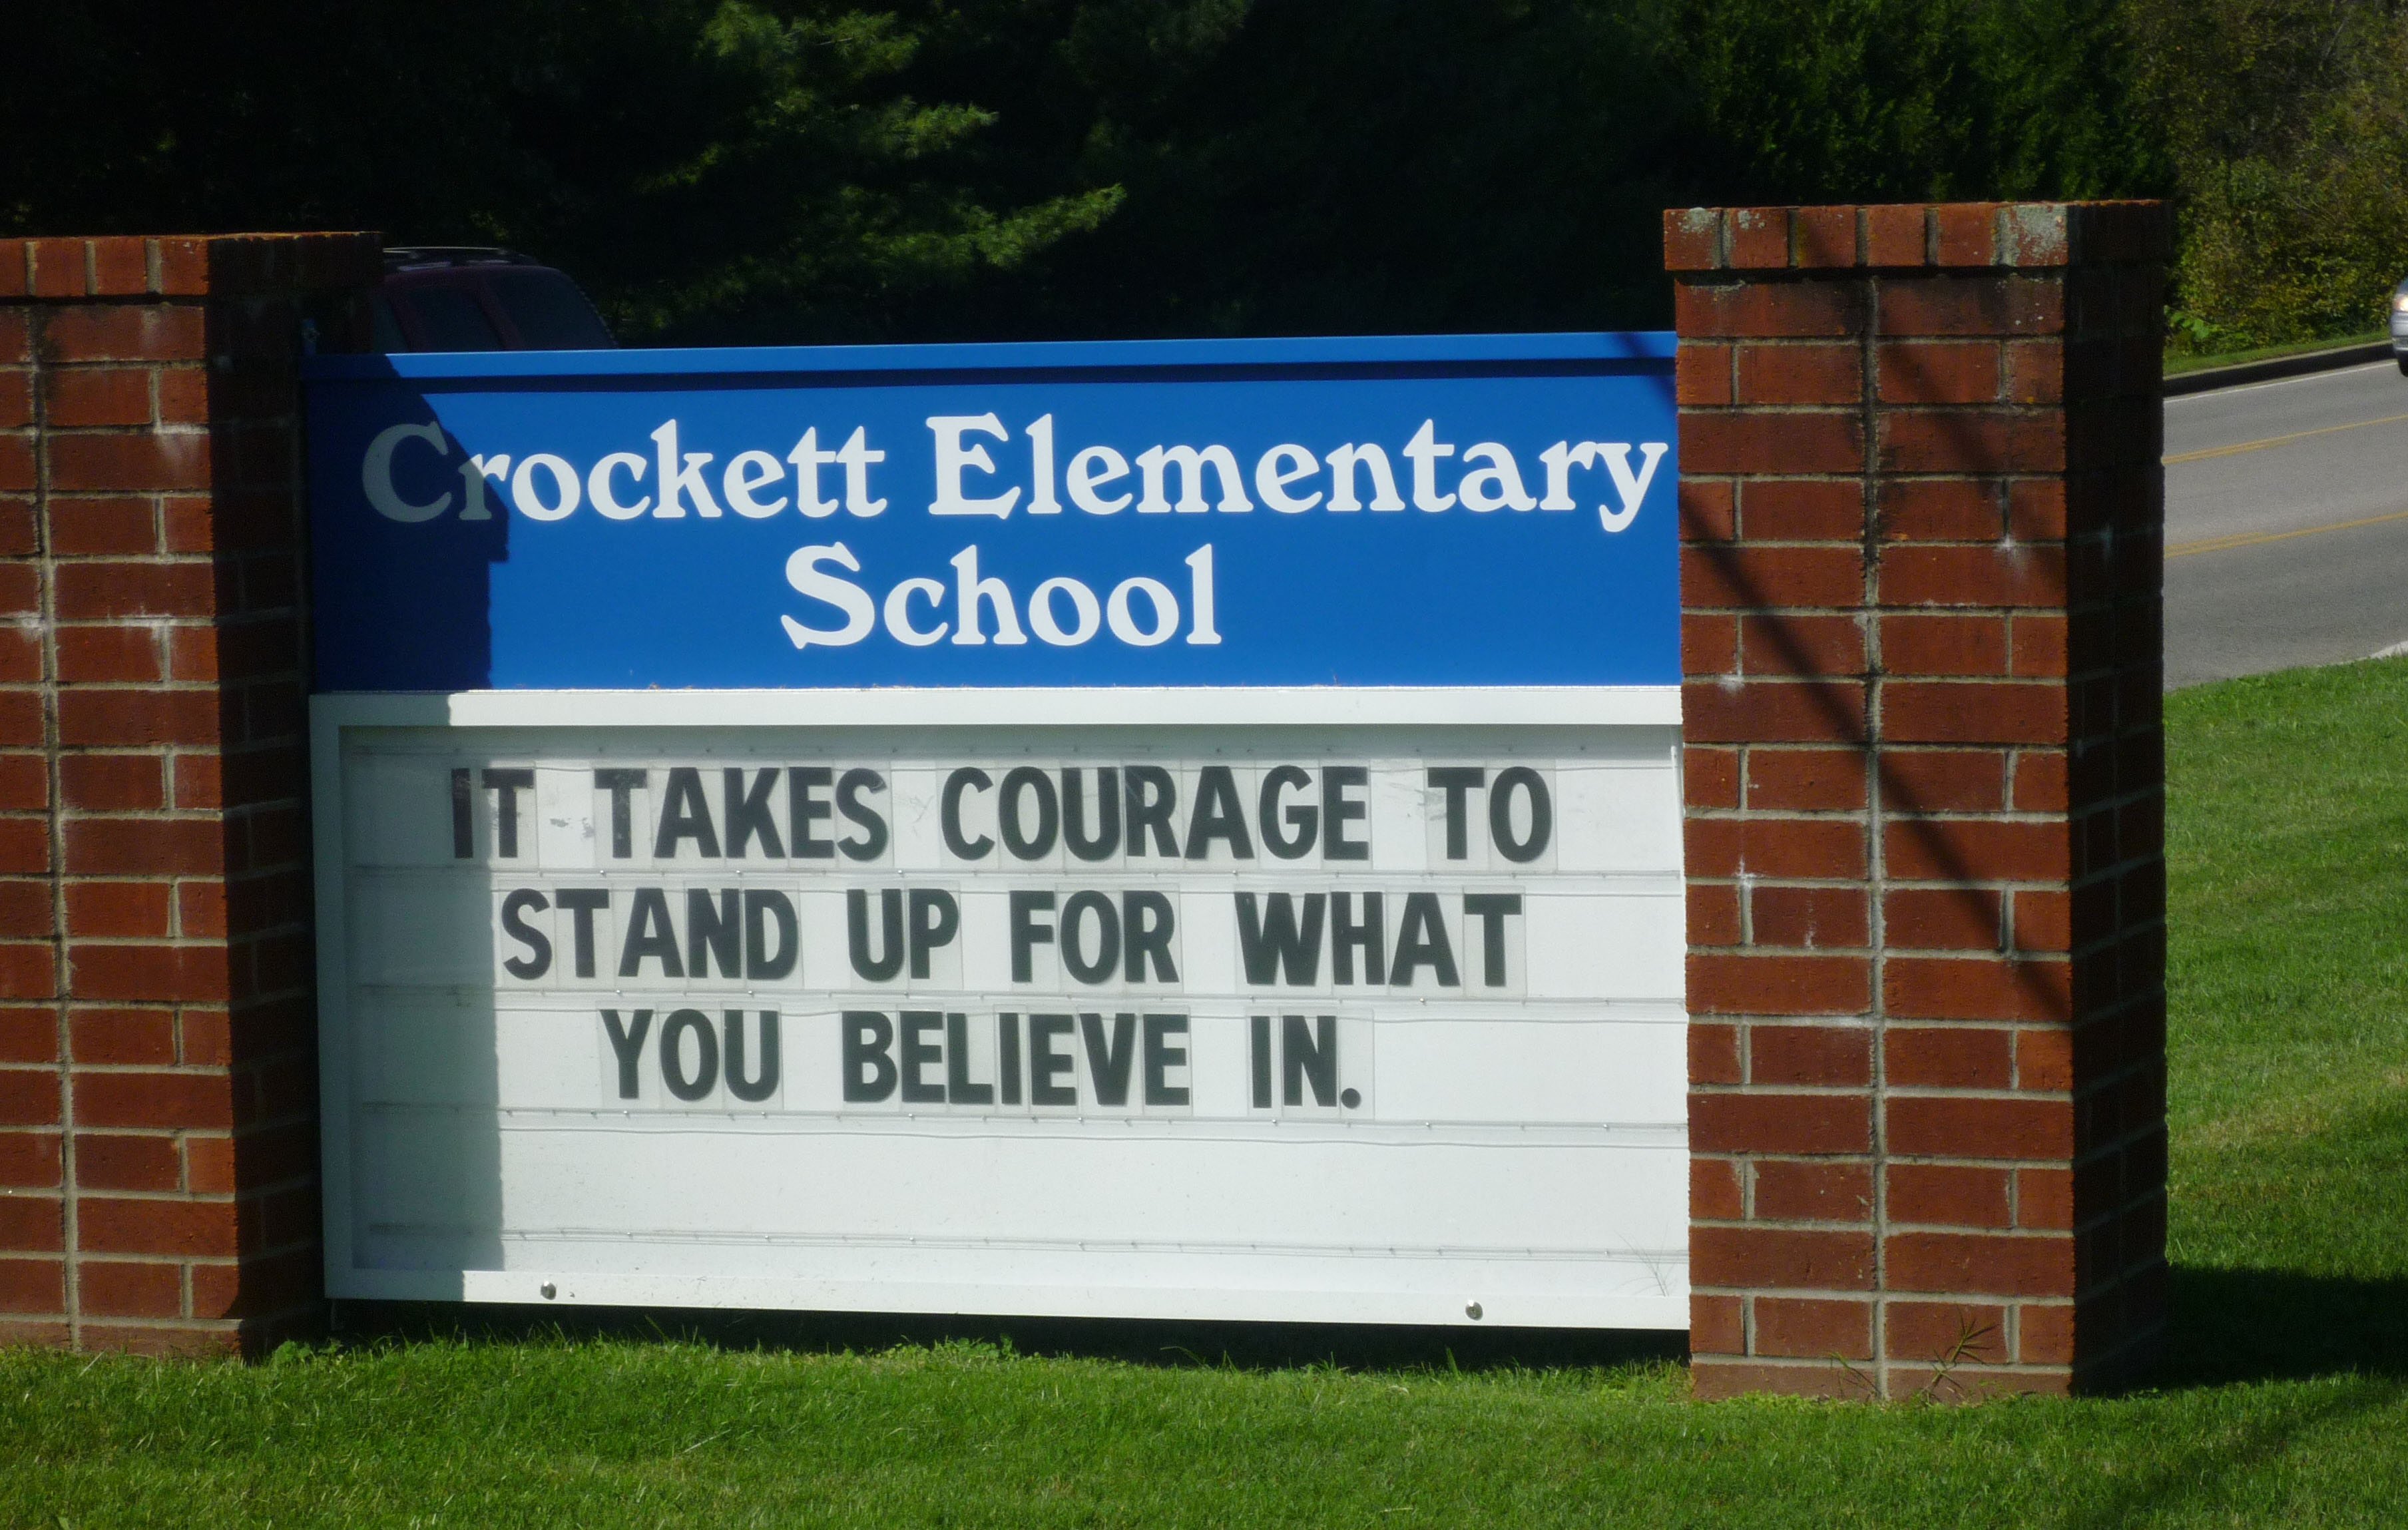 Crockett Elementary
School
IT TAKES COURAGE TO
STAND UP FOR WHAT
YOU BELIEVE IN.